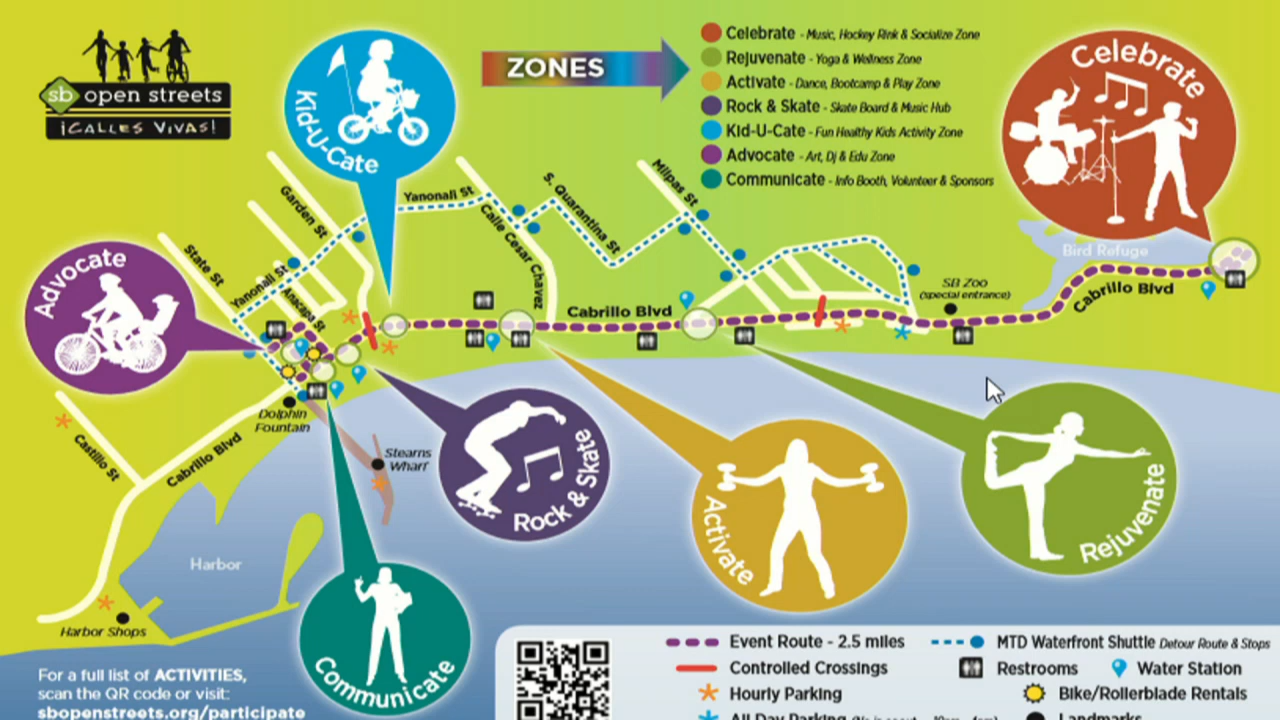 sb open streets
¡CALLES VIVAS!
Kid-U-Cate
ZONES
Celebrate - Music, Hockey Rink & Socialize Zone
Rejuvenate - Yoga & Wellness Zone
Activate - Dance, Bootcamp & Play Zone
Rock & Skate - Skate Board & Music Hub
Kid-U-Cate - Fun Healthy Kids Activity Zone
Advocate - Art, Dj & Edu Zone
Communicate - Info Booth, Volunteer & Sponsors
Celebrate
Garden St
Yanonali St
Calle Cesar Chavez
S. Quarantina St
Milpas St
Bird Refuge
Advocate
State St
Yanonali St
Anacapa St
Cabrillo Blvd
SB Zoo
(special entrance)
Cabrillo Blvd
Dolphin
Fountain
Castillo St
Cabrillo Blvd
Stearns
Wharf
Rock & Skate
Activate
Rejuvenate
Harbor
Harbor Shops
Communicate
For a full list of ACTIVITIES,
scan the QR code or visit:
sbopenstreets.org/participate
Event Route - 2.5 miles
Controlled Crossings
Hourly Parking
All Day Parking
MTD Waterfront Shuttle Detour Route & Stops
Restrooms
Water Station
Bike/Rollerblade Rentals
Landmarks